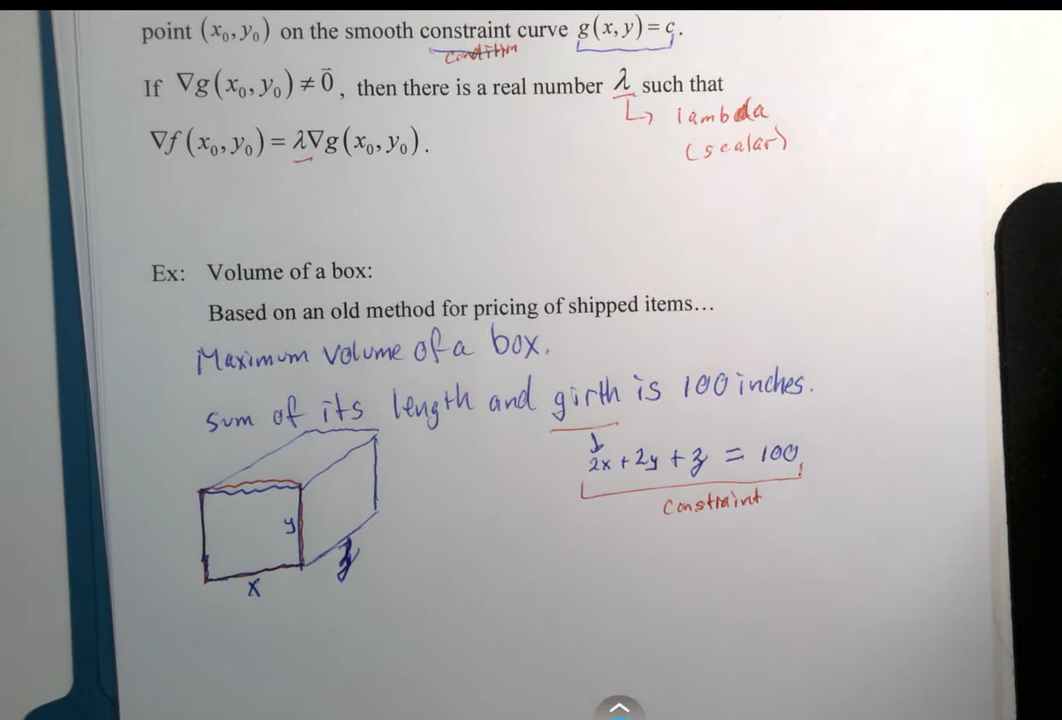 point (x₀, y₀) on the smooth constraint curve g(x, y) = c.
condition
If ∇g(x₀, y₀) ≠ 0⃗, then there is a real number λ such that
↳ lambda
∇f(x₀, y₀) = λ∇g(x₀, y₀).
(scalar)
Ex: Volume of a box:
Based on an old method for pricing of shipped items…
Maximum volume of a box.
Sum of its length and girth is 100 inches.
2x + 2y + z = 100
Constraint
y
z
x